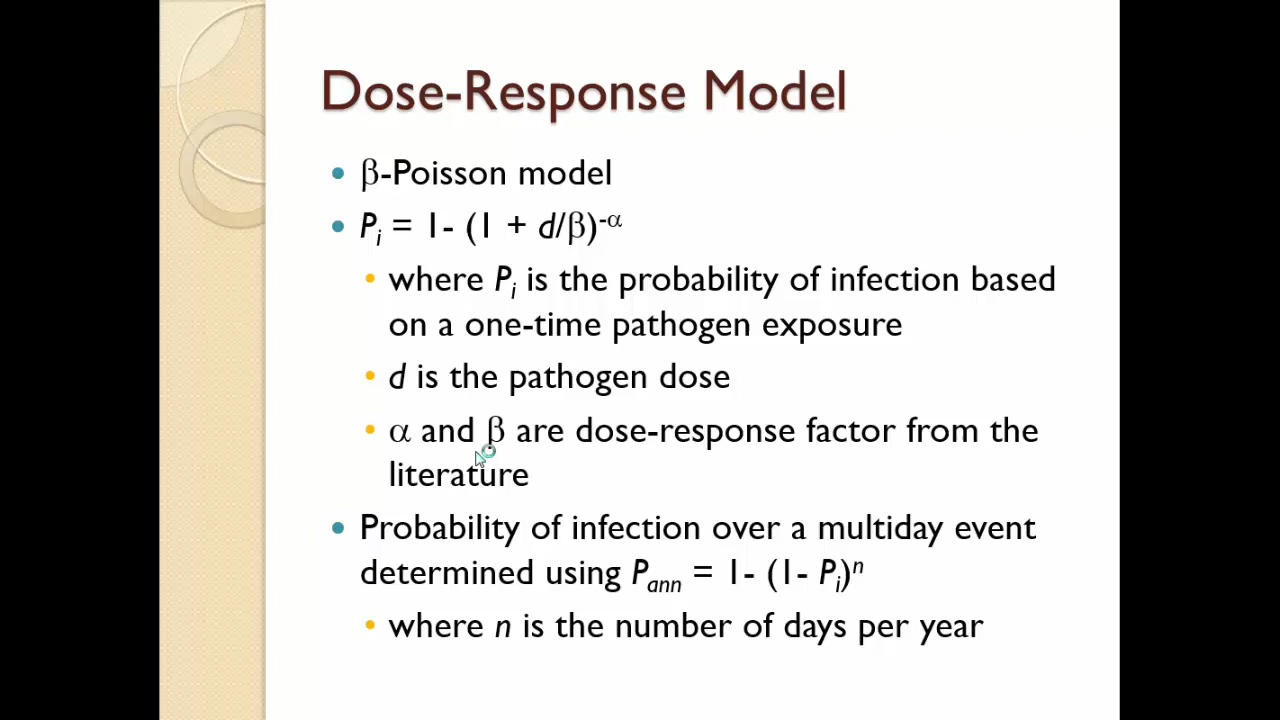 Dose-Response Model
• β-Poisson model
• Pᵢ = 1- (1 + d/β)^-α
• where Pᵢ is the probability of infection based
on a one-time pathogen exposure
• d is the pathogen dose
• α and β are dose-response factor from the
literature
• Probability of infection over a multiday event
determined using Pₐₙₙ = 1- (1- Pᵢ)ⁿ
• where n is the number of days per year